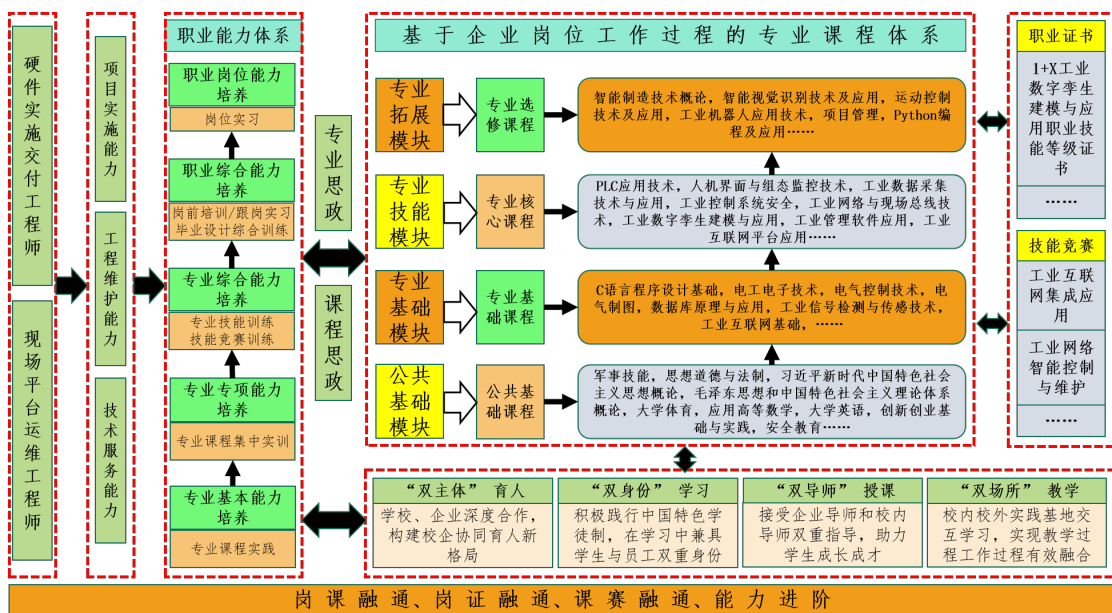 硬件实施交付工程师
现场平台运维工程师
项目实施能力
工程维护能力
技术服务能力
职业能力体系
职业岗位能力
培养
岗位实习
职业综合能力
培养
岗前培训/跟岗实习
毕业设计综合训练
专业综合能力
培养
专业技能训练
技能竞赛训练
专业专项能力
培养
专业课程集中实训
专业基本能力
培养
专业课程实践
专业思政
课程思政
基于企业岗位工作过程的专业课程体系
专业
拓展
模块
专业选
修课程
智能制造技术概论，智能视觉识别技术及应用，运动控制
技术及应用，工业机器人应用技术，项目管理，Python编
程及应用……
专业
技能
模块
专业核
心课程
PLC应用技术，人机界面与组态监控技术，工业数据采集
技术与应用，工业控制系统安全，工业网络与现场总线技
术，工业数字孪生建模与应用，工业管理软件应用，工业
互联网平台应用……
专业
基础
模块
专业基
础课程
C语言程序设计基础，电工电子技术，电气控制技术，电
气制图，数据库原理与应用，工业信号检测与传感技术，
工业互联网基础，……
公共
基础
模块
公共基
础课程
军事技能，思想道德与法制，习近平新时代中国特色社会
主义思想概论，毛泽东思想和中国特色社会主义理论体系
概论，大学体育，应用高等数学，大学英语，创新创业基
础与实践，安全教育……
职业证书
1+X工业
数字孪生
建模与应
用职业技
能等级证
书
……
技能竞赛
工业互联
网集成应
用
工业网络
智能控制
与维护
……
“双主体” 育人
学校、企业深度合作，
构建校企协同育人新
格局
“双身份” 学习
积极践行中国特色学
徒制，在学习中兼具
学生与员工双重身份
“双导师” 授课
接受企业导师和校内
导师双重指导，助力
学生成长成才
“双场所” 教学
校内校外实践基地交
互学习，实现教学过
程工作过程有效融合
岗课融通、岗证融通、课赛融通、能力进阶